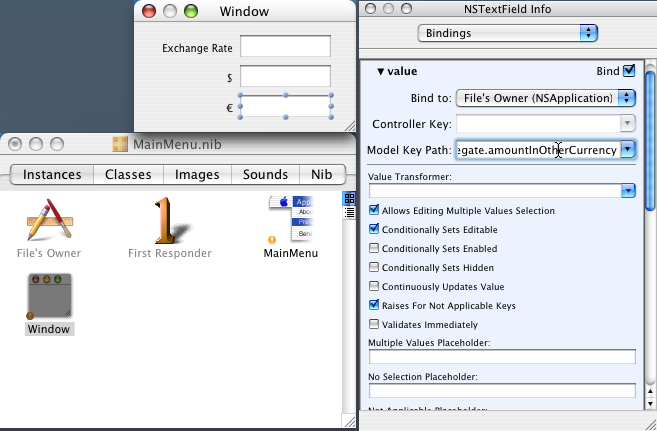 Window
Exchange Rate
$
€
MainMenu.nib
Instances
Classes
Images
Sounds
Nib
File's Owner
First Responder
MainMenu
Window
NSTextField Info
Bindings
value
Bind
Bind to:
File's Owner (NSApplication)
Controller Key:
Model Key Path:
egate.amountInOtherCurrency
Value Transformer:
Allows Editing Multiple Values Selection
Conditionally Sets Editable
Conditionally Sets Enabled
Conditionally Sets Hidden
Continuously Updates Value
Raises For Not Applicable Keys
Validates Immediately
Multiple Values Placeholder:
No Selection Placeholder: